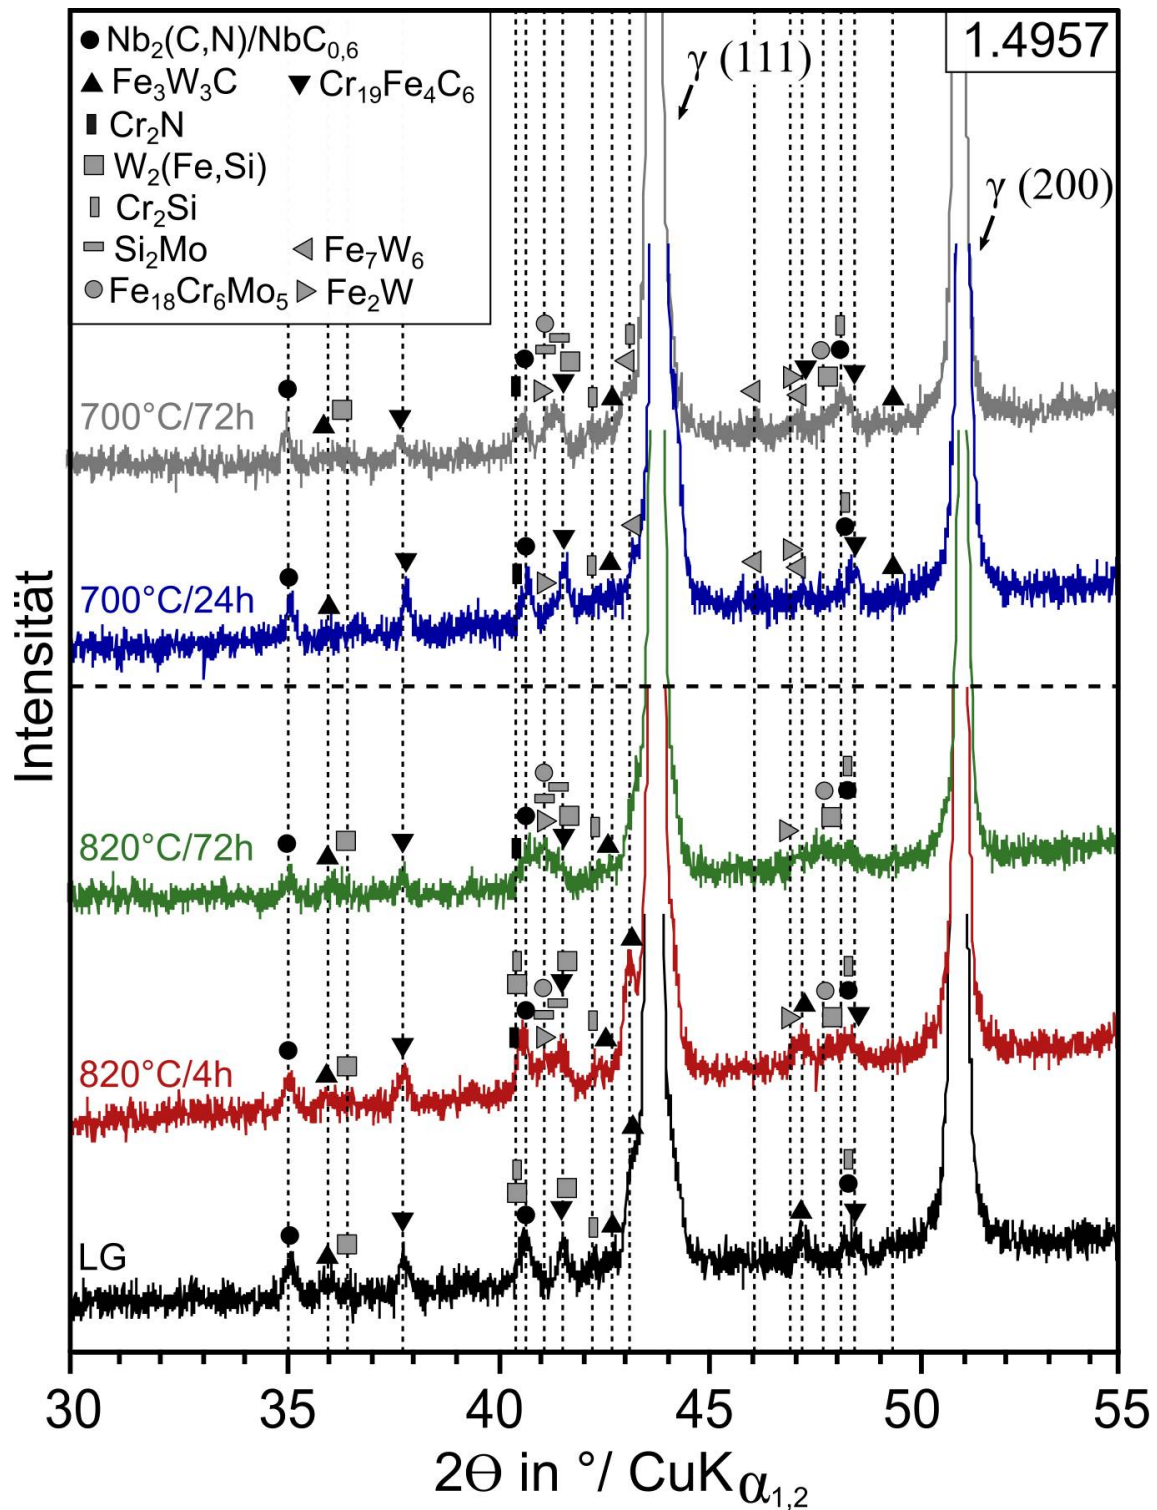 1.4957
Nb₂(C,N)/NbC₀,₆
Fe₃W₃C
Cr₁₉Fe₄C₆
Cr₂N
W₂(Fe,Si)
Cr₂Si
Si₂Mo
Fe₇W₆
Fe₁₈Cr₆Mo₅
Fe₂W
γ (111)
γ (200)
700°C/72h
700°C/24h
820°C/72h
820°C/4h
LG
Intensität
30 35 40 45 50 55
2Θ in °/ CuKα₁,₂